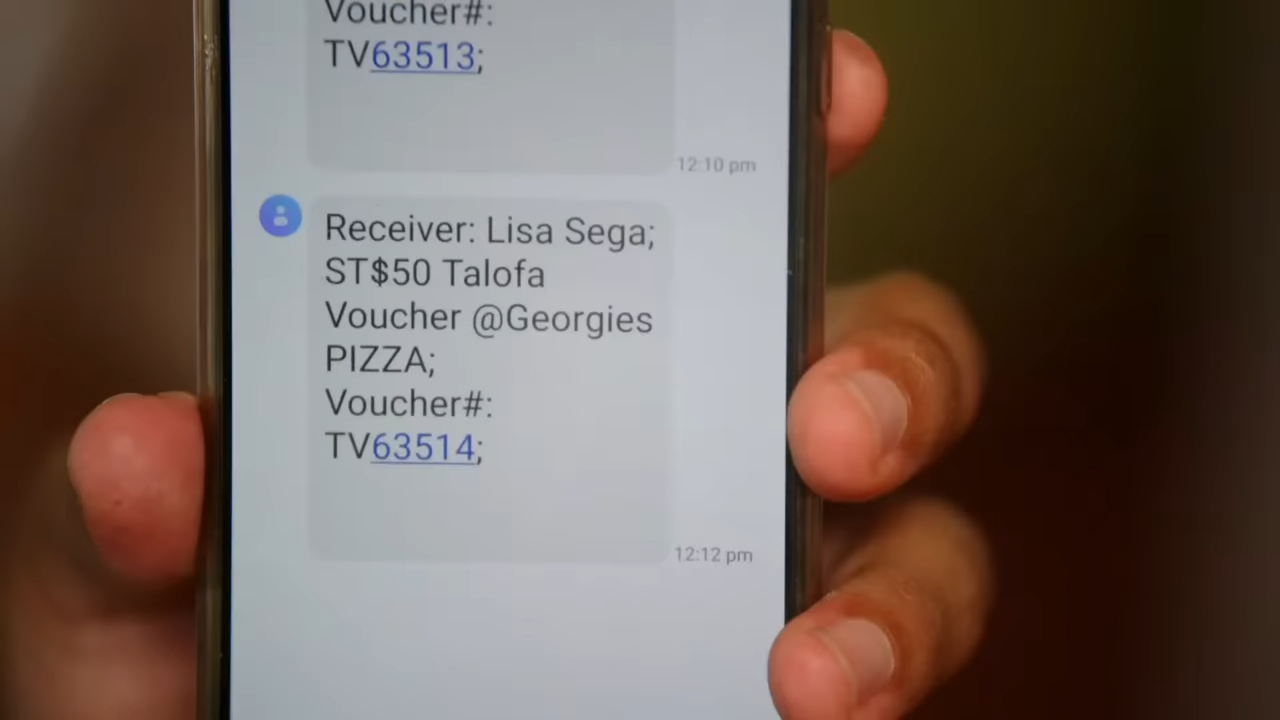 Voucher#:
TV63513;
12:10 pm
Receiver: Lisa Sega;
ST$50 Talofa
Voucher @Georgies
PIZZA;
Voucher#:
TV63514;
12:12 pm